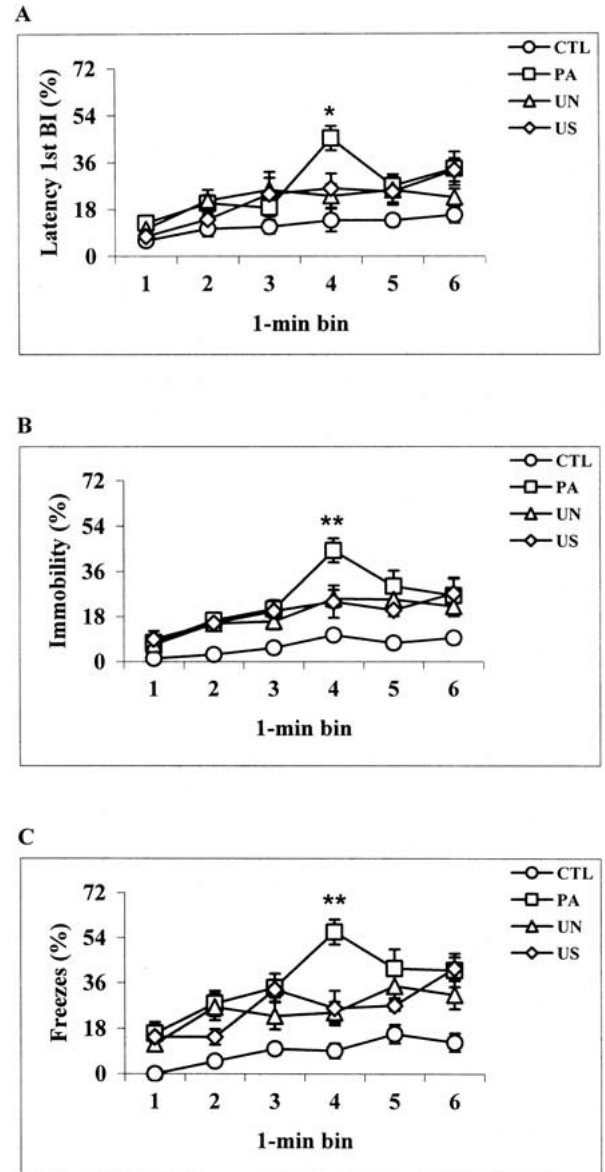 A
Latency 1st BI (%)
72
54
36
18
0
*
1 2 3 4 5 6
1-min bin
CTL
PA
UN
US
B
Immobility (%)
72
54
36
18
0
**
1 2 3 4 5 6
1-min bin
CTL
PA
UN
US
C
Freezes (%)
72
54
36
18
0
**
1 2 3 4 5 6
1-min bin
CTL
PA
UN
US